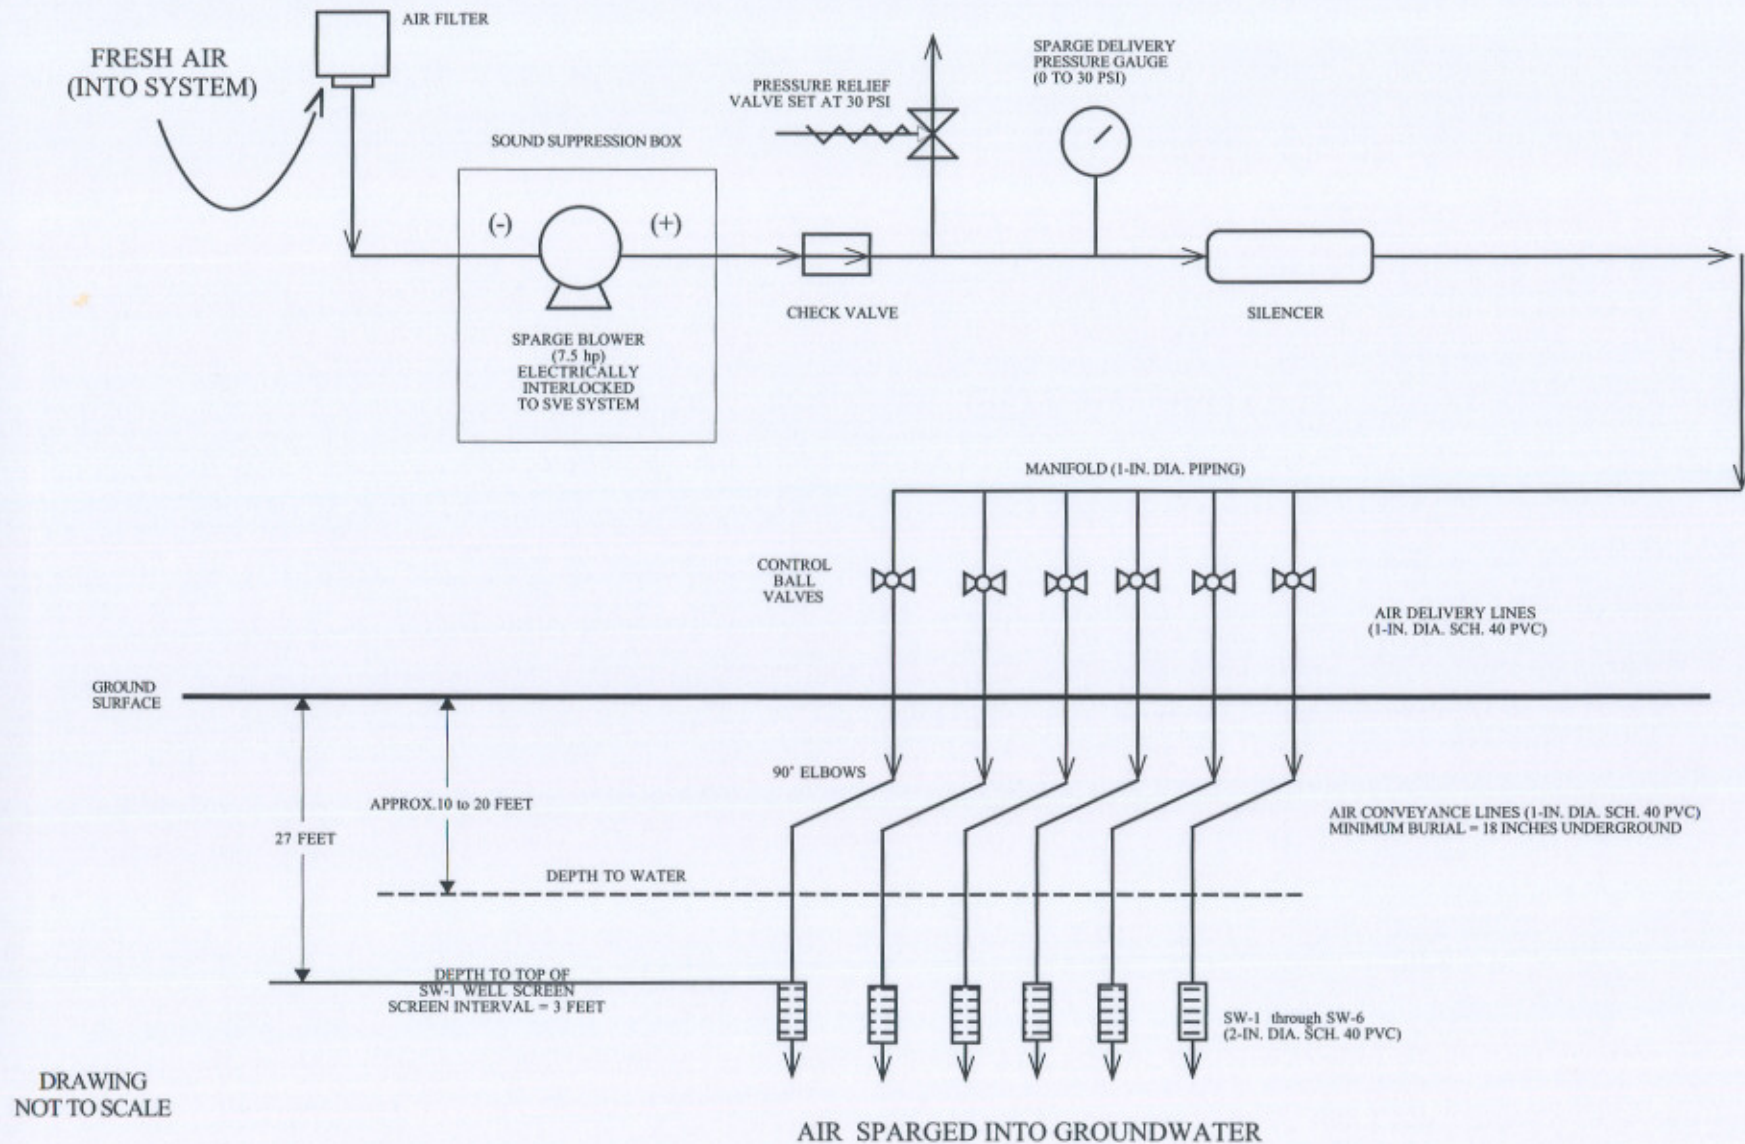 AIR FILTER
FRESH AIR
(INTO SYSTEM)
SPARGE DELIVERY
PRESSURE GAUGE
(0 TO 30 PSI)
PRESSURE RELIEF
VALVE SET AT 30 PSI
SOUND SUPPRESSION BOX
(-)
(+)
CHECK VALVE
SILENCER
SPARGE BLOWER
(7.5 hp)
ELECTRICALLY
INTERLOCKED
TO SVE SYSTEM
MANIFOLD (1-IN. DIA. PIPING)
CONTROL
BALL
VALVES
AIR DELIVERY LINES
(1-IN. DIA. SCH. 40 PVC)
GROUND
SURFACE
90° ELBOWS
APPROX.10 to 20 FEET
27 FEET
AIR CONVEYANCE LINES (1-IN. DIA. SCH. 40 PVC)
MINIMUM BURIAL = 18 INCHES UNDERGROUND
DEPTH TO WATER
DEPTH TO TOP OF
SW-1 WELL SCREEN
SCREEN INTERVAL = 3 FEET
SW-1 through SW-6
(2-IN. DIA. SCH. 40 PVC)
DRAWING
NOT TO SCALE
AIR SPARGED INTO GROUNDWATER